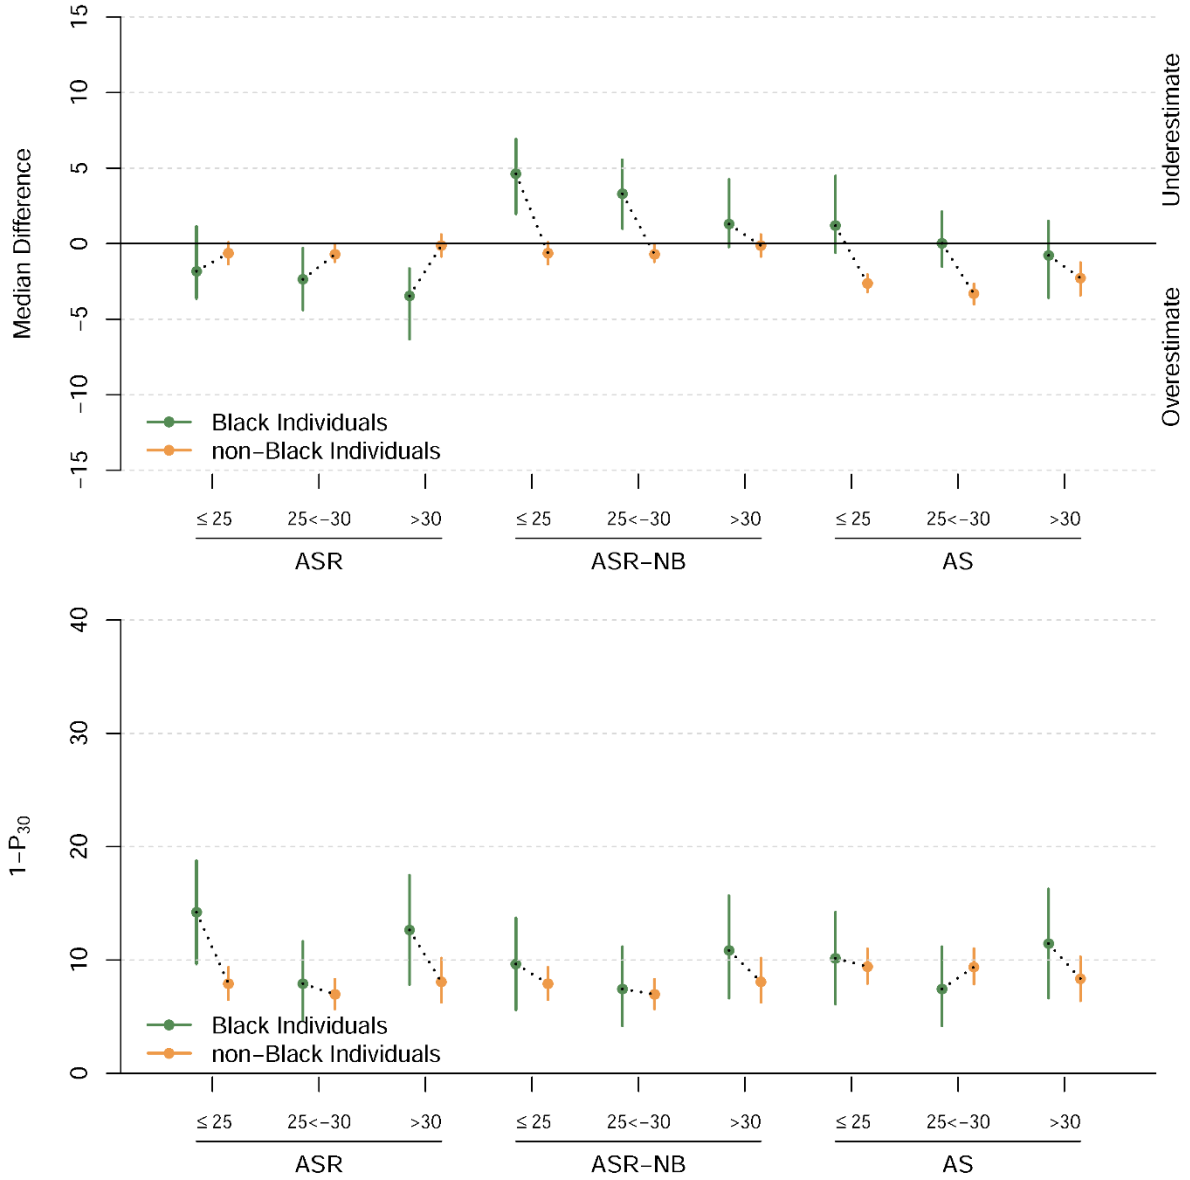 15
10
5
0
−5
−10
−15
Median Difference
Underestimate
Overestimate
Black Individuals
non−Black Individuals
≤ 25 25<−30 >30 ≤ 25 25<−30 >30 ≤ 25 25<−30 >30
ASR ASR−NB AS
40
30
20
10
0
1−P30
Black Individuals
non−Black Individuals
≤ 25 25<−30 >30 ≤ 25 25<−30 >30 ≤ 25 25<−30 >30
ASR ASR−NB AS